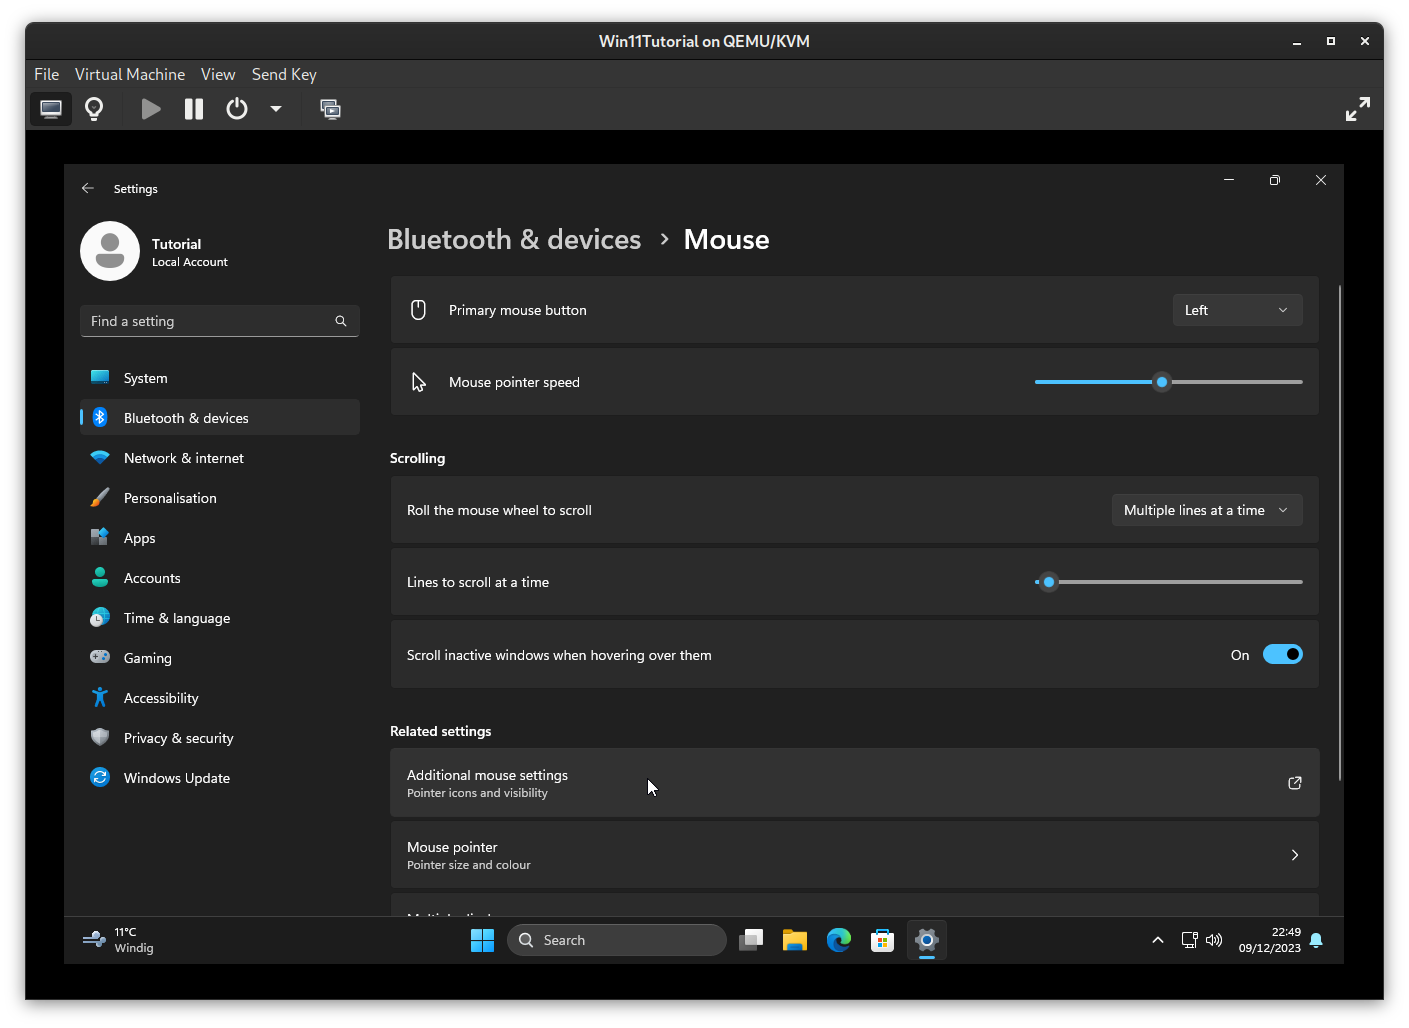 Win11Tutorial on QEMU/KVM
File Virtual Machine View Send Key
Settings
Tutorial
Local Account
Find a setting
System
Bluetooth & devices
Network & internet
Personalisation
Apps
Accounts
Time & language
Gaming
Accessibility
Privacy & security
Windows Update
Bluetooth & devices > Mouse
Primary mouse button
Left
Mouse pointer speed
Scrolling
Roll the mouse wheel to scroll
Multiple lines at a time
Lines to scroll at a time
Scroll inactive windows when hovering over them
On
Related settings
Additional mouse settings
Pointer icons and visibility
Mouse pointer
Pointer size and colour
11°C
Windig
Search
22:49
09/12/2023